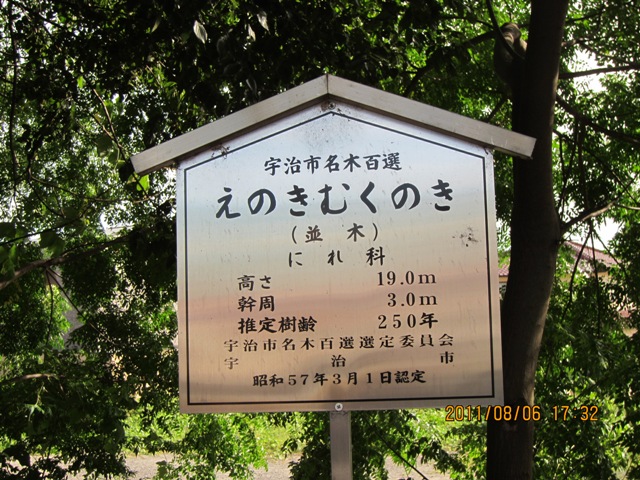 宇治市名木百選
えのきむくのき
(並木)
にれ科
高さ 19.0m
幹周 3.0m
推定樹齢 250年
宇治市名木百選選定委員会
宇治市
昭和57年3月1日認定
2011/08/06 17:32